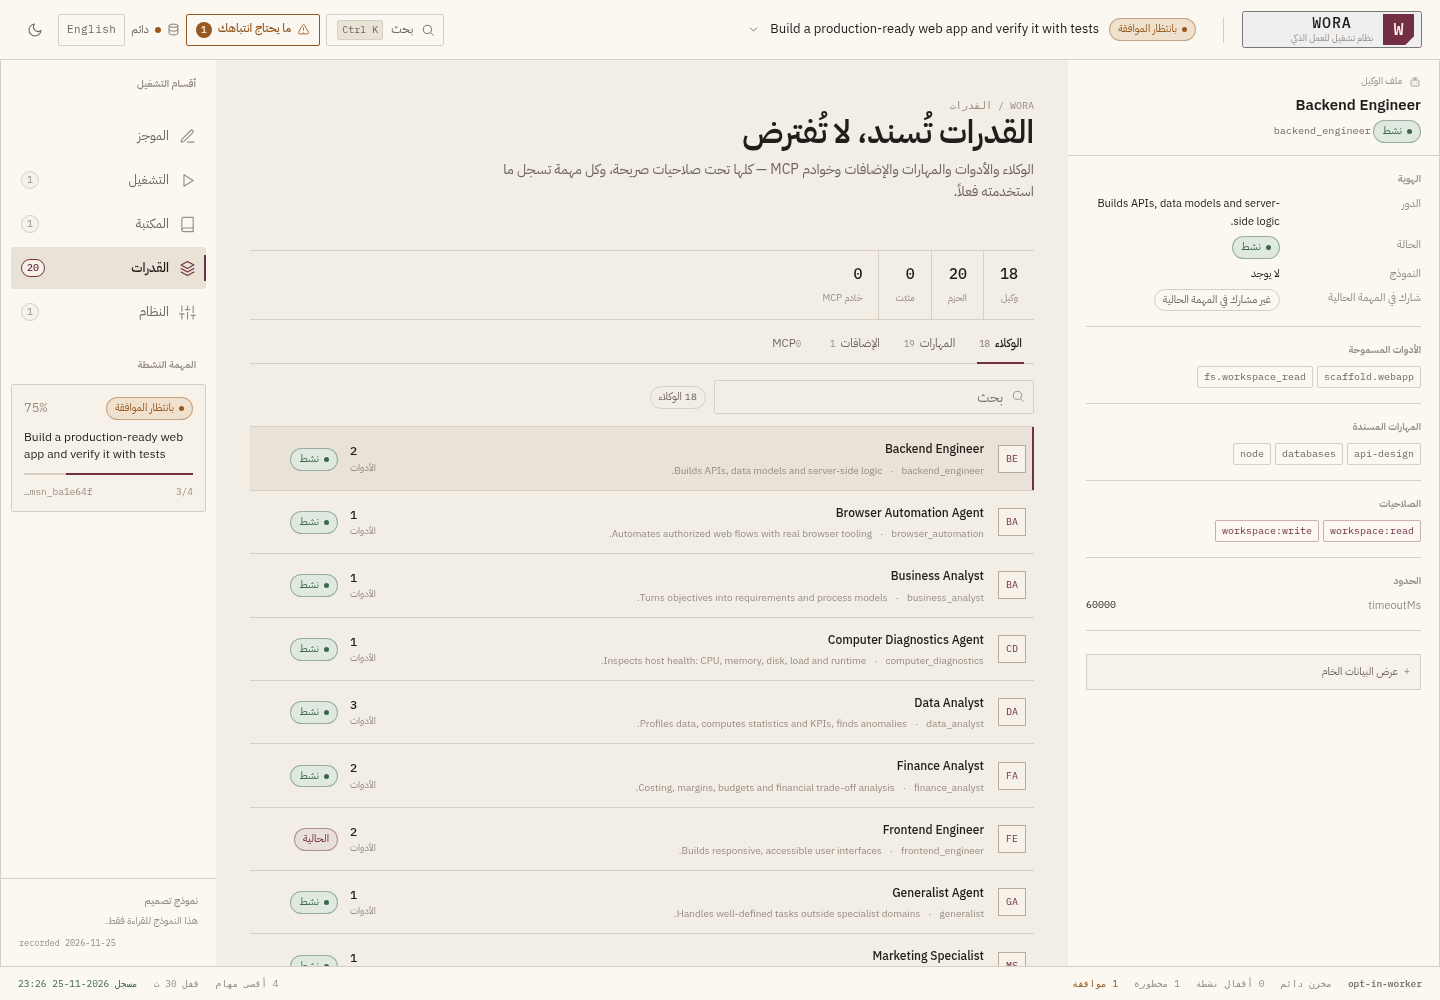 W
WORA
نظام تشغيل للعمل الذكي
بانتظار الموافقة
Build a production-ready web app and verify it with tests
بحث
Ctrl K
ما يحتاج انتباهك
1
دائم
English
ملف الوكيل
Backend Engineer
نشط
backend_engineer
الهوية
الدور
Builds APIs, data models and server-
side logic.
الحالة
نشط
النموذج
لا يوجد
شارك في المهمة الحالية
غير مشارك في المهمة الحالية
الأدوات المسموحة
scaffold.webapp
fs.workspace_read
المهارات المسندة
api-design
databases
node
الصلاحيات
workspace:read
workspace:write
الحدود
timeoutMs
60000
+ عرض البيانات الخام
WORA / القدرات
القدرات تُسند، لا تُفترض
الوكلاء والأدوات والمهارات والإضافات وخوادم MCP — كلها تحت صلاحيات صريحة، وكل مهمة تسجل ما
استخدمته فعلاً.
18
وكيل
20
الحزم
0
مثبّت
0
خادم MCP
الوكلاء 18
المهارات 19
الإضافات 1
MCP 0
بحث
18 الوكلاء
BE
Backend Engineer
backend_engineer · Builds APIs, data models and server-side logic.
2
الأدوات
نشط
BA
Browser Automation Agent
browser_automation · Automates authorized web flows with real browser tooling.
1
الأدوات
نشط
BA
Business Analyst
business_analyst · Turns objectives into requirements and process models.
1
الأدوات
نشط
CD
Computer Diagnostics Agent
computer_diagnostics · Inspects host health: CPU, memory, disk, load and runtime.
1
الأدوات
نشط
DA
Data Analyst
data_analyst · Profiles data, computes statistics and KPIs, finds anomalies.
3
الأدوات
نشط
FA
Finance Analyst
finance_analyst · Costing, margins, budgets and financial trade-off analysis.
2
الأدوات
نشط
FE
Frontend Engineer
frontend_engineer · Builds responsive, accessible user interfaces.
2
الأدوات
الحالية
GA
Generalist Agent
generalist · Handles well-defined tasks outside specialist domains.
1
الأدوات
نشط
MS
Marketing Specialist
1
نشط
أقسام التشغيل
الموجز
التشغيل
1
المكتبة
1
القدرات
20
النظام
1
المهمة النشطة
بانتظار الموافقة
75%
Build a production-ready web
app and verify it with tests
3/4
msn_ba1e64f…
نموذج تصميم
هذا النموذج للقراءة فقط.
recorded 2026-11-25
opt-in-worker
مخزن دائم
0 أقفال نشطة
1 محظورة
1 موافقة
4 أقصى مهام
قفل 30 ث
مسجل 2026-11-25 23:26